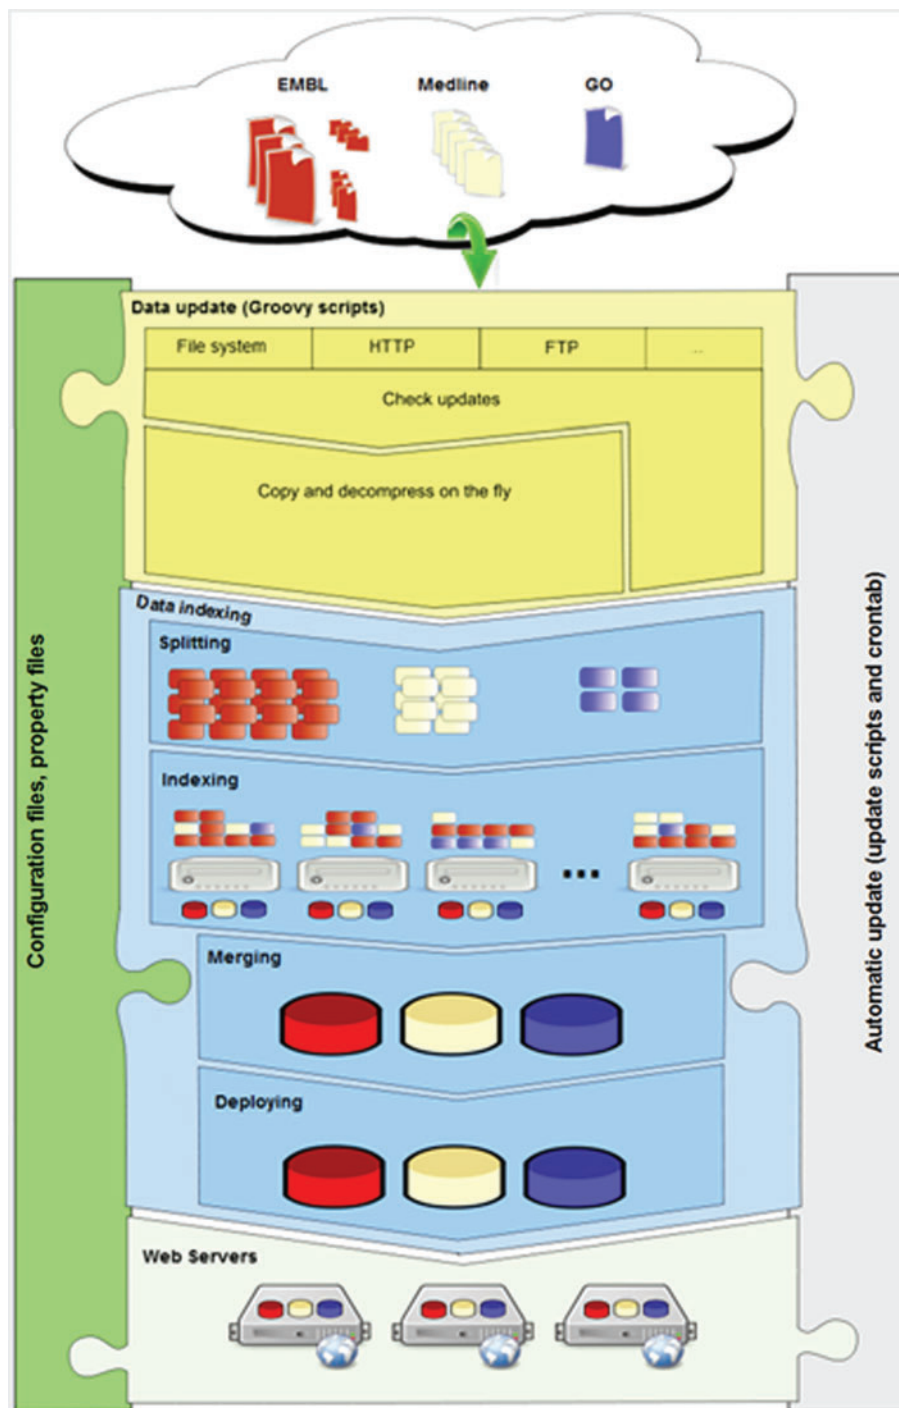 EMBL
Medline
GO
Data update (Groovy scripts)
File system
HTTP
FTP
...
Check updates
Copy and decompress on the fly
Data indexing
Splitting
Indexing
...
Merging
Deploying
Web Servers
Configuration files, property files
Automatic update (update scripts and crontab)